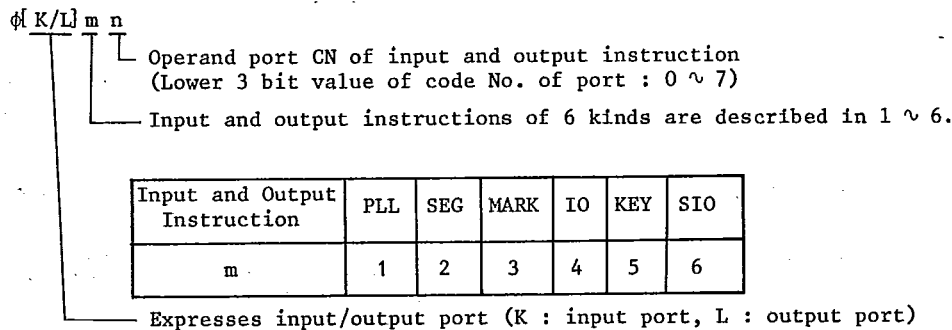 ϕ[K/L] m n
Operand port CN of input and output instruction
(Lower 3 bit value of code No. of port : 0 ∿ 7)
Input and output instructions of 6 kinds are described in 1 ∿ 6.
Input and Output Instruction PLL SEG MARK IO KEY SIO
m 1 2 3 4 5 6
Expresses input/output port (K : input port, L : output port)